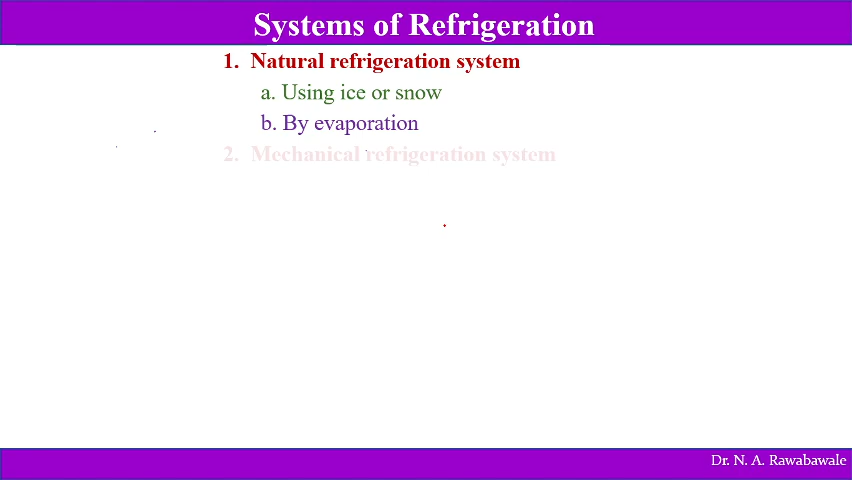 Systems of Refrigeration
1. Natural refrigeration system
a. Using ice or snow
b. By evaporation
2. Mechanical refrigeration system
Dr. N. A. Rawabawale